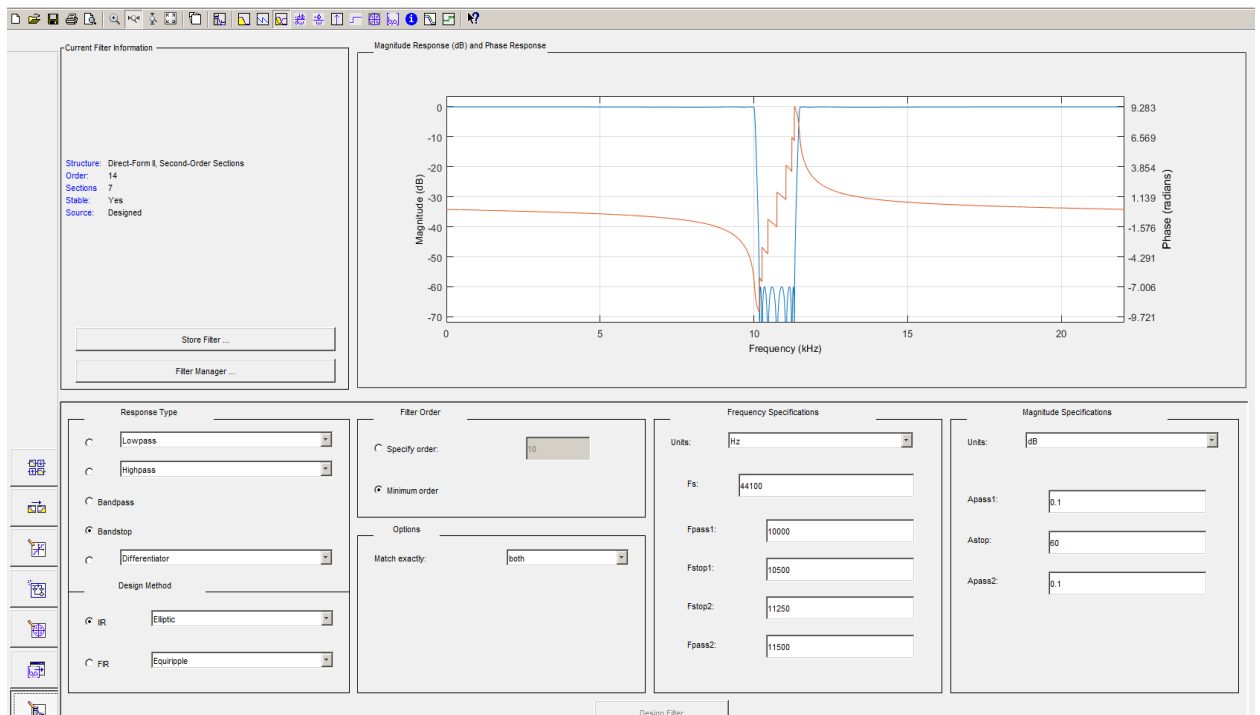 Current Filter Information
Structure: Direct-Form II, Second-Order Sections
Order: 14
Sections 7
Stable: Yes
Source: Designed
Store Filter ...
Filter Manager ...
Magnitude Response (dB) and Phase Response
Magnitude (dB)
0
-10
-20
-30
-40
-50
-60
-70
0
5
10
15
20
Frequency (kHz)
9.283
6.569
3.854
1.139
-1.576
-4.291
-7.006
-9.721
Phase (radians)
Response Type
Lowpass
Highpass
Bandpass
Bandstop
Differentiator
Design Method
IIR Elliptic
FIR Equiripple
Filter Order
Specify order: 10
Minimum order
Options
Match exactly: both
Frequency Specifications
Units: Hz
Fs: 44100
Fpass1: 10000
Fstop1: 10500
Fstop2: 11250
Fpass2: 11500
Magnitude Specifications
Units: dB
Apass1: 0.1
Astop: 60
Apass2: 0.1
Design Filter